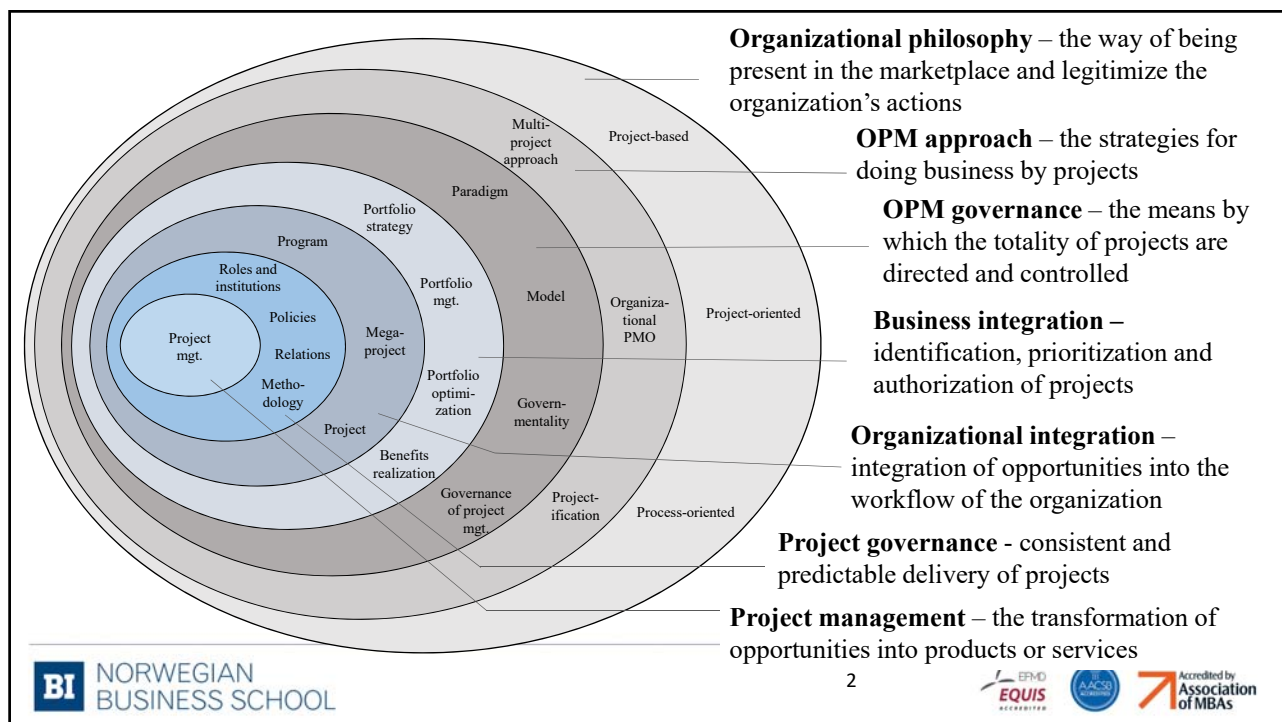 Organizational philosophy – the way of being
present in the marketplace and legitimize the
organization's actions
OPM approach – the strategies for
doing business by projects
OPM governance – the means by
which the totality of projects are
directed and controlled
Business integration –
identification, prioritization and
authorization of projects
Organizational integration –
integration of opportunities into the
workflow of the organization
Project governance - consistent and
predictable delivery of projects
Project management – the transformation of
opportunities into products or services
Project-based
Project-oriented
Process-oriented
Multi-
project
approach
Organiza-
tional
PMO
Project-
ification
Paradigm
Model
Govern-
mentality
Governance
of project
mgt.
Portfolio
strategy
Portfolio
mgt.
Portfolio
optimi-
zation
Benefits
realization
Program
Mega-
project
Project
Roles and
institutions
Policies
Relations
Metho-
dology
Project
mgt.
BI
NORWEGIAN
BUSINESS SCHOOL
2
EFMD
EQUIS
ACCREDITED
AACSB
ACCREDITED
Accredited by
Association
of MBAs